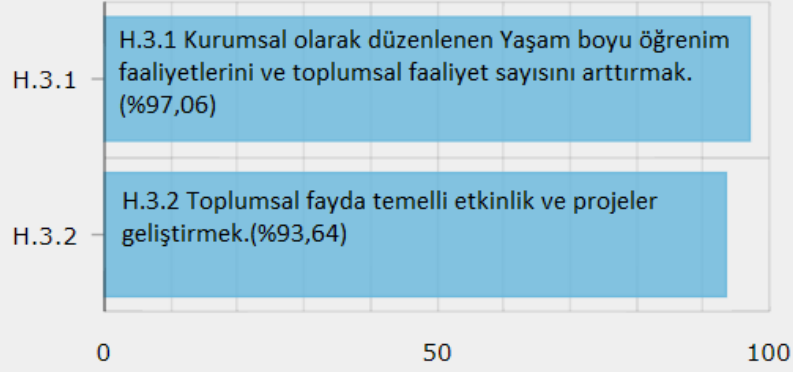 H.3.1
H.3.1 Kurumsal olarak düzenlenen Yaşam boyu öğrenim
faaliyetlerini ve toplumsal faaliyet sayısını arttırmak.
(%97,06)
H.3.2
H.3.2 Toplumsal fayda temelli etkinlik ve projeler
geliştirmek.(%93,64)
0 50 100